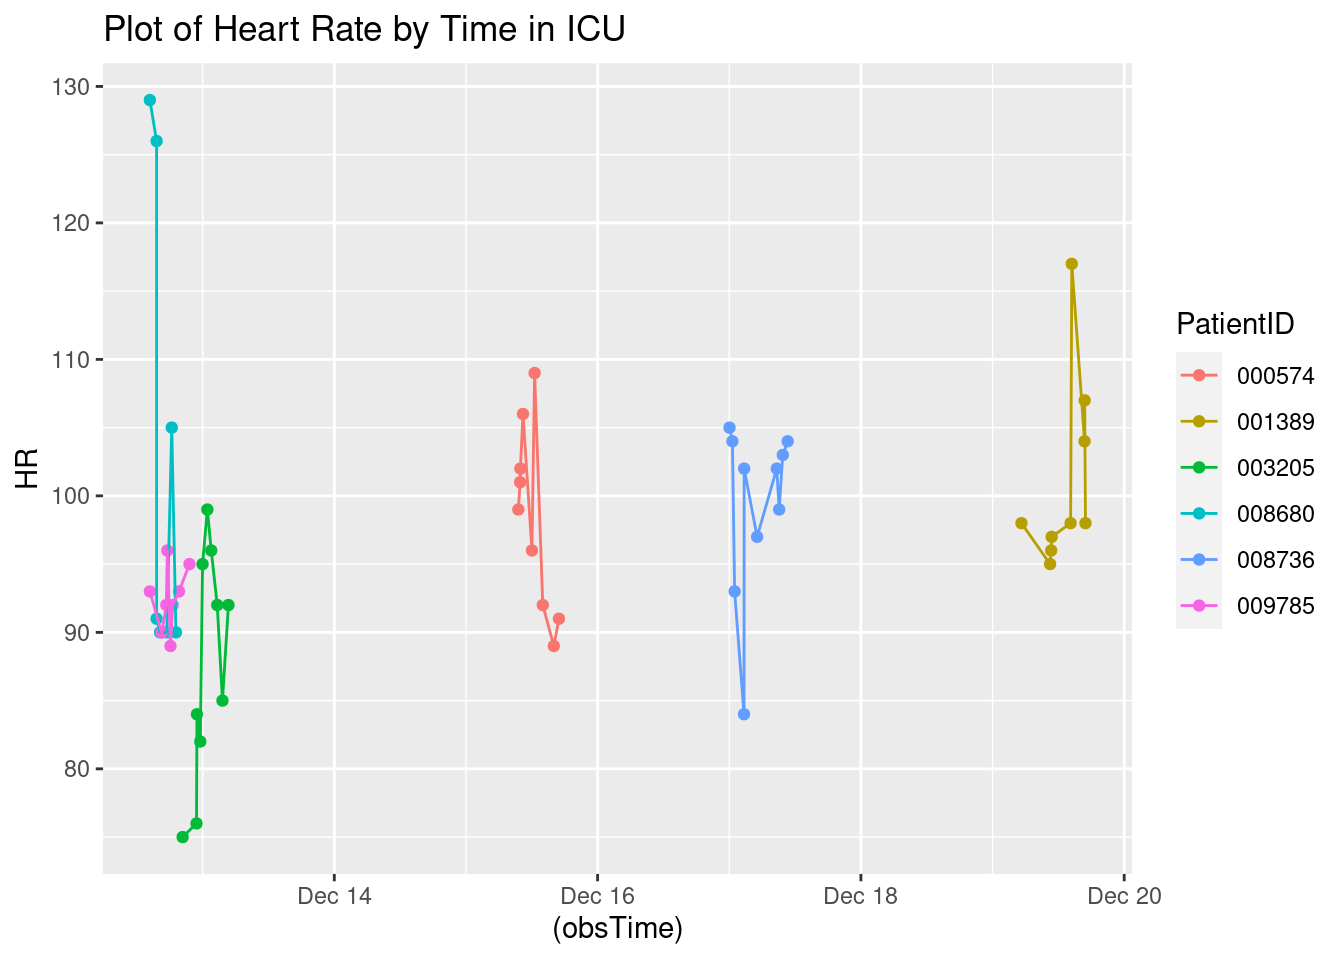 Plot of Heart Rate by Time in ICU
130
120
110
100
90
80
HR
Dec 14
Dec 16
Dec 18
Dec 20
(obsTime)
PatientID
000574
001389
003205
008680
008736
009785